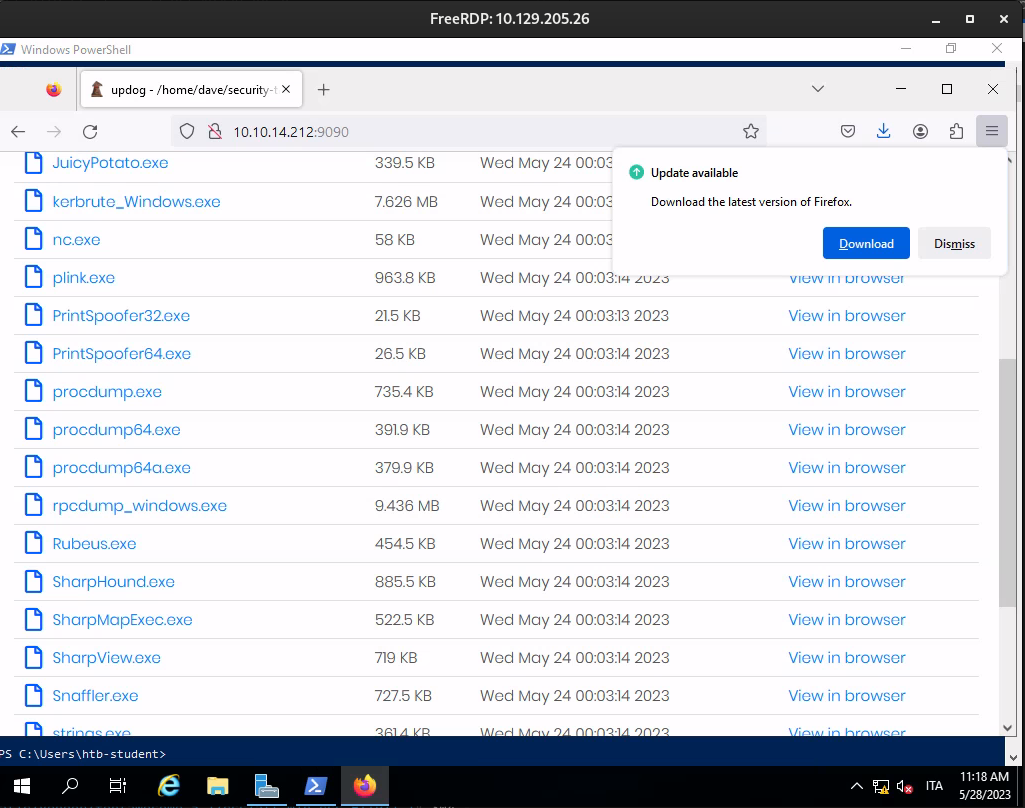 FreeRDP: 10.129.205.26
Windows PowerShell
updog - /home/dave/security-t
10.10.14.212:9090
JuicyPotato.exe 339.5 KB Wed May 24 00:03
kerbrute_Windows.exe 7.626 MB Wed May 24 00:03
nc.exe 58 KB Wed May 24 00:03
plink.exe 963.8 KB Wed May 24 00:03:14 2023 View in browser
Update available
Download the latest version of Firefox.
Download Dismiss
PrintSpoofer32.exe 21.5 KB Wed May 24 00:03:13 2023 View in browser
PrintSpoofer64.exe 26.5 KB Wed May 24 00:03:14 2023 View in browser
procdump.exe 735.4 KB Wed May 24 00:03:14 2023 View in browser
procdump64.exe 391.9 KB Wed May 24 00:03:14 2023 View in browser
procdump64a.exe 379.9 KB Wed May 24 00:03:14 2023 View in browser
rpcdump_windows.exe 9.436 MB Wed May 24 00:03:14 2023 View in browser
Rubeus.exe 454.5 KB Wed May 24 00:03:14 2023 View in browser
SharpHound.exe 885.5 KB Wed May 24 00:03:14 2023 View in browser
SharpMapExec.exe 522.5 KB Wed May 24 00:03:14 2023 View in browser
SharpView.exe 719 KB Wed May 24 00:03:14 2023 View in browser
Snaffler.exe 727.5 KB Wed May 24 00:03:14 2023 View in browser
strings.exe 361.4 KB Wed May 24 00:03:14 2023 View in browser
PS C:\Users\htb-student>
ITA
11:18 AM
5/28/2023